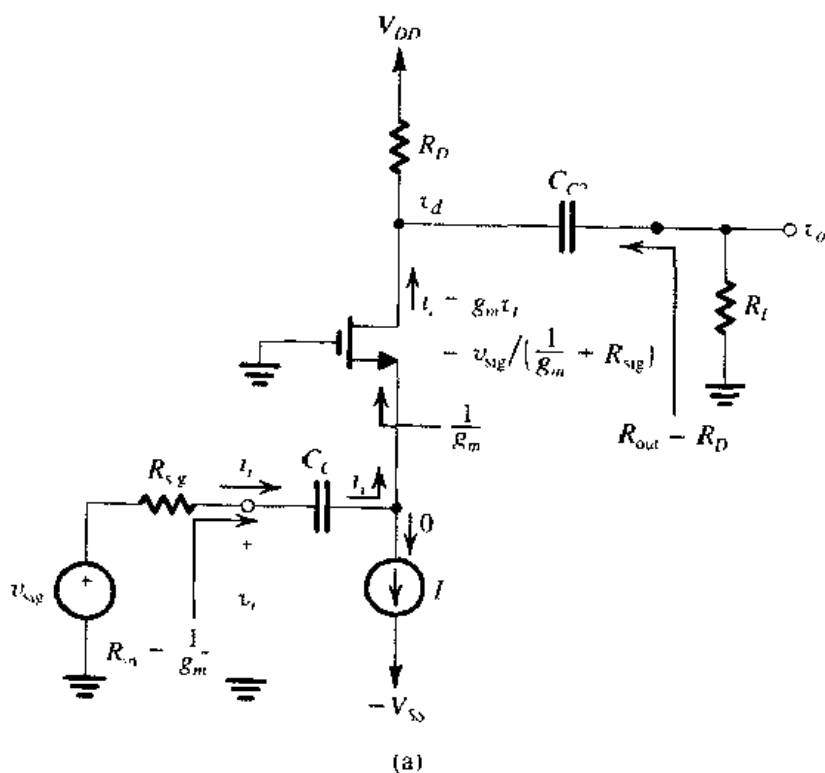 V_DD
R_D
C_C2
v_d
v_o
i_i = g_m v_i
R_L
= v_sig/(1/g_m + R_sig)
1/g_m
R_out = R_D
R_sig
i_i
C_C
i_i
0
+
+
v_sig
v_i
I
R_in = 1/g_m
-V_SS
(a)